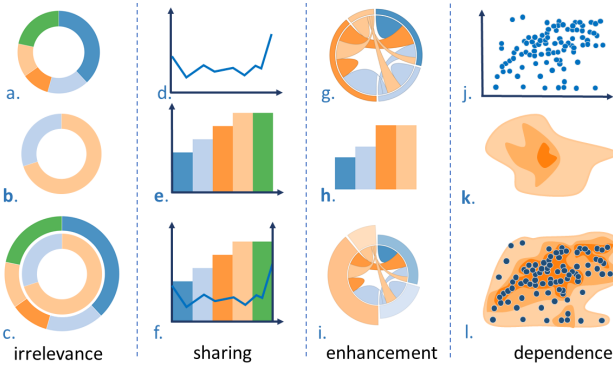 a.
d.
g.
j.
b.
e.
h.
k.
c.
f.
i.
l.
irrelevance
sharing
enhancement
dependence